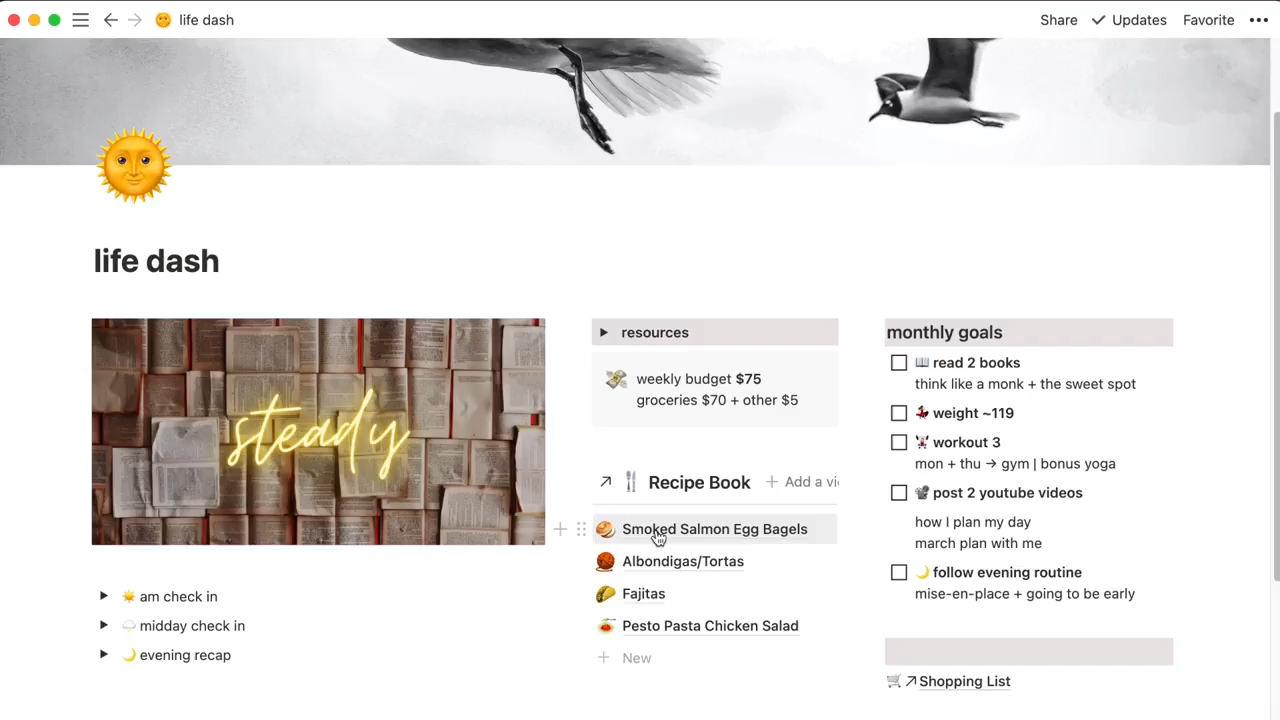 life dash
Share
Updates
Favorite
life dash
steady
am check in
midday check in
evening recap
resources
weekly budget $75
groceries $70 + other $5
Recipe Book
Add a vi
Smoked Salmon Egg Bagels
Albondigas/Tortas
Fajitas
Pesto Pasta Chicken Salad
New
monthly goals
read 2 books
think like a monk + the sweet spot
weight ~119
workout 3
mon + thu → gym | bonus yoga
post 2 youtube videos
how I plan my day
march plan with me
follow evening routine
mise-en-place + going to be early
Shopping List